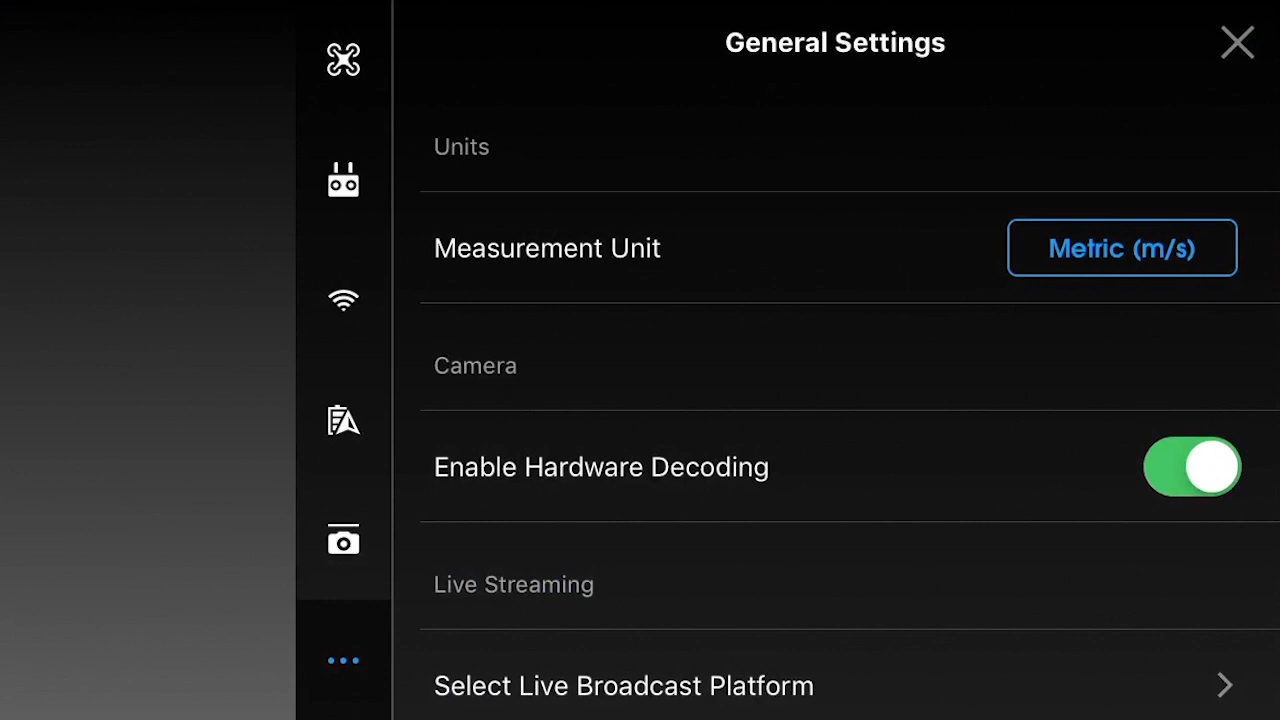 General Settings
Units
Measurement Unit
Metric (m/s)
Camera
Enable Hardware Decoding
Live Streaming
Select Live Broadcast Platform